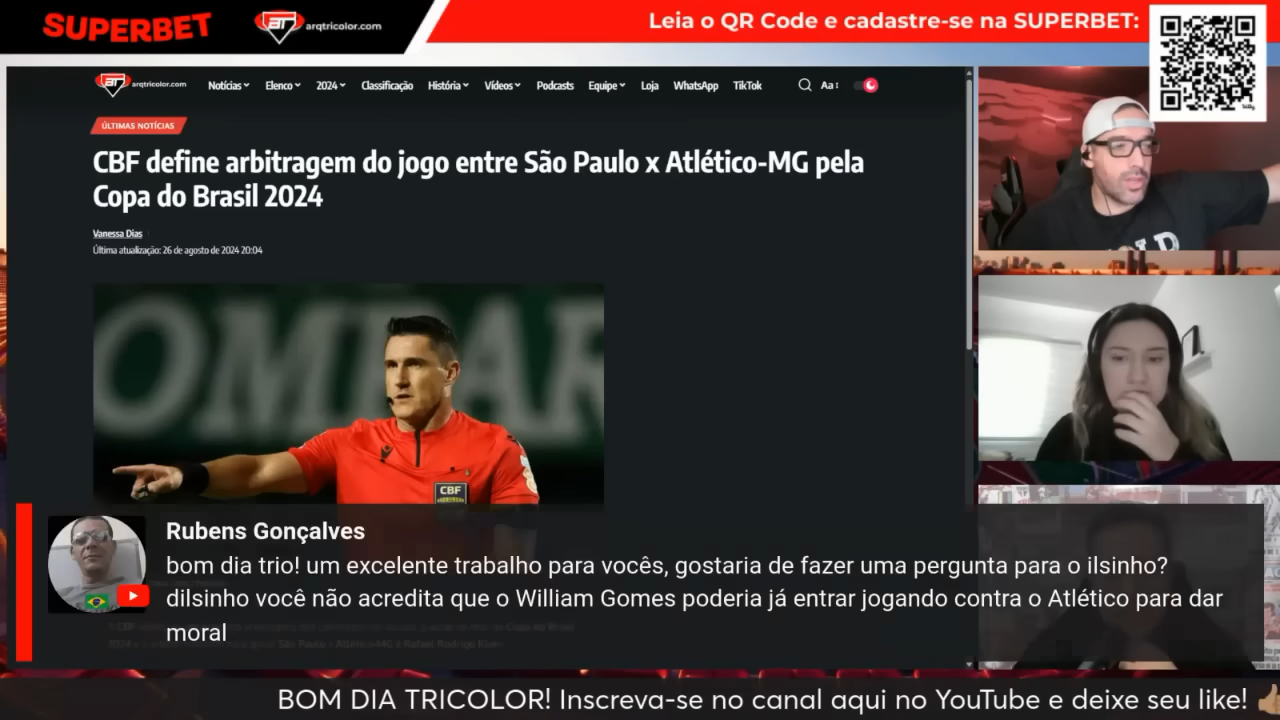 SUPERBET
arqtricolor.com
Leia o QR Code e cadastre-se na SUPERBET:
arqtricolor.com
Notícias Elenco 2024 Classificação História Vídeos Podcasts Equipe Loja WhatsApp TikTok Aa
ÚLTIMAS NOTÍCIAS
CBF define arbitragem do jogo entre São Paulo x Atlético-MG pela
Copa do Brasil 2024
Vanessa Dias
Última atualização: 26 de agosto de 2024 20:04
CBF
Rubens Gonçalves
bom dia trio! um excelente trabalho para vocês, gostaria de fazer uma pergunta para o ilsinho?
dilsinho você não acredita que o William Gomes poderia já entrar jogando contra o Atlético para dar
moral
BOM DIA TRICOLOR! Inscreva-se no canal aqui no YouTube e deixe seu like!